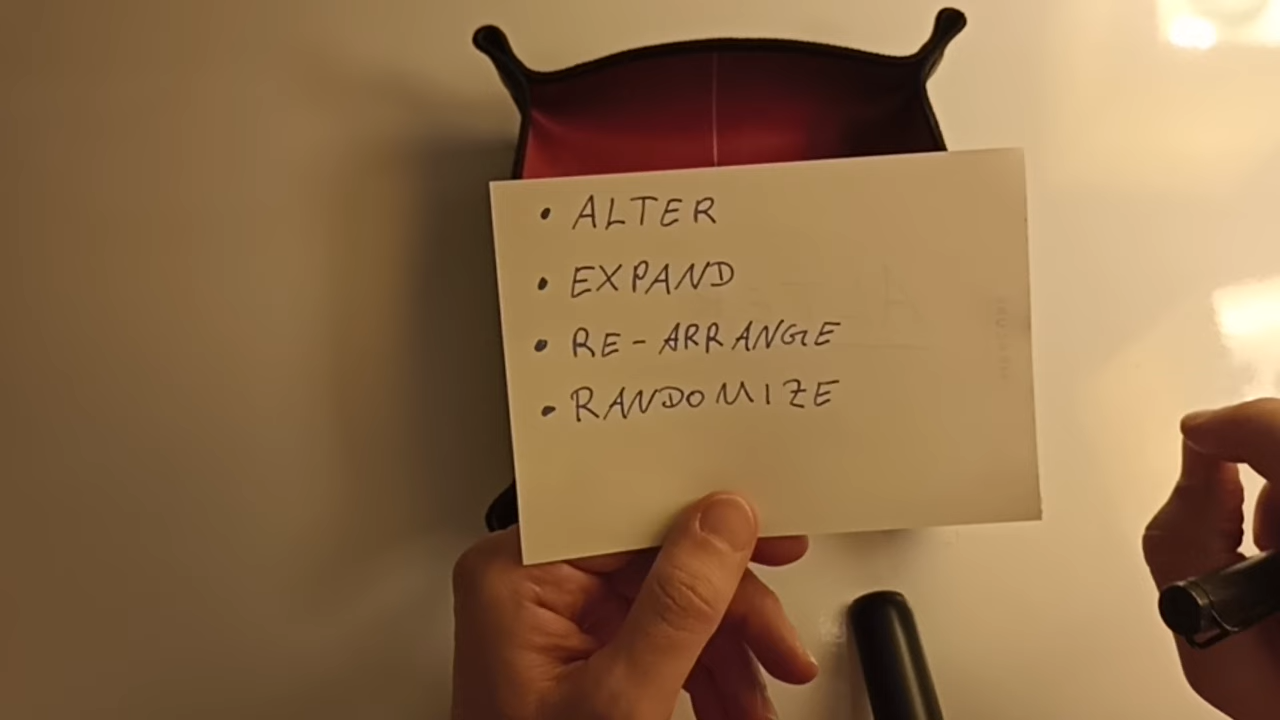 • ALTER
• EXPAND
• RE-ARRANGE
• RANDOMIZE